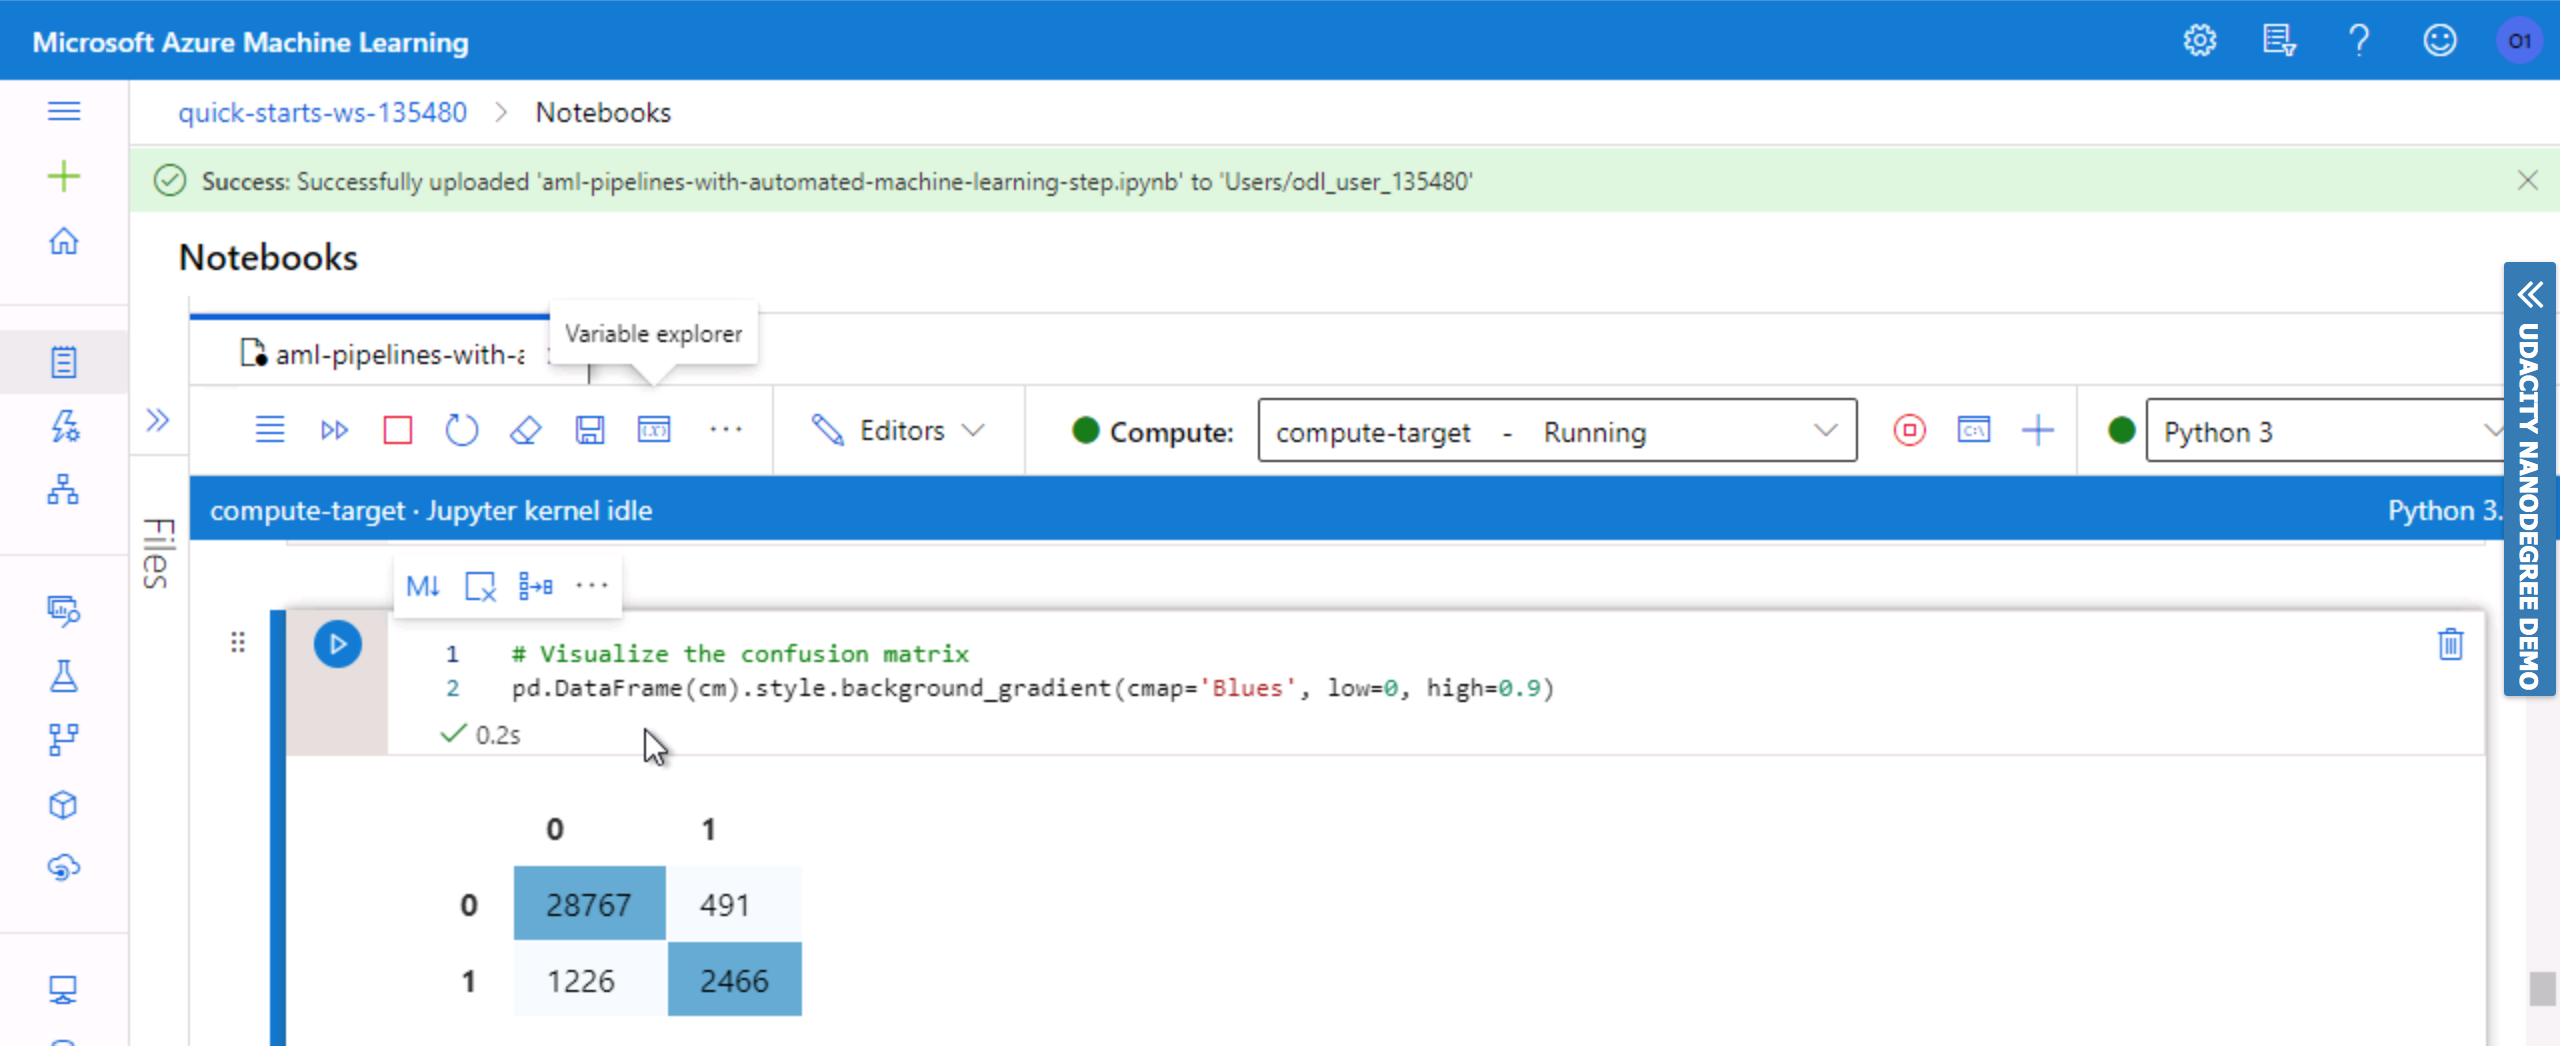 Microsoft Azure Machine Learning
O1
quick-starts-ws-135480 > Notebooks
Success: Successfully uploaded 'aml-pipelines-with-automated-machine-learning-step.ipynb' to 'Users/odl_user_135480'
Notebooks
Variable explorer
aml-pipelines-with-a
Editors
Compute: compute-target - Running
Python 3
compute-target · Jupyter kernel idle
Python 3.
Files
UDACITY NANODEGREE DEMO
M↓
1 # Visualize the confusion matrix
2 pd.DataFrame(cm).style.background_gradient(cmap='Blues', low=0, high=0.9)
0.2s
0 1
0 28767 491
1 1226 2466